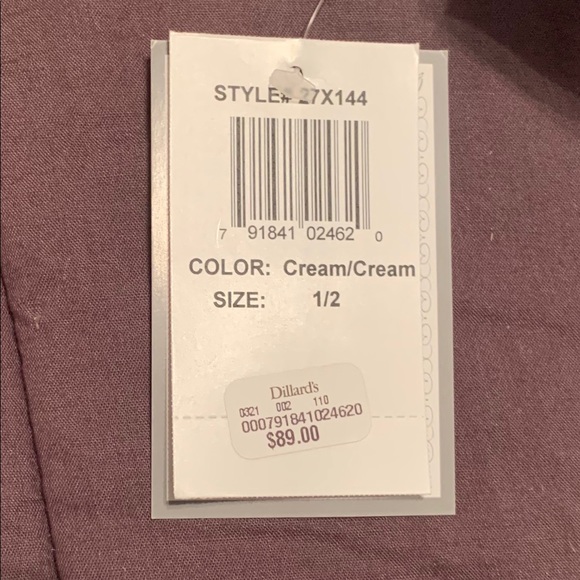 STYLE# 27X144
7 91841 02462 0
COLOR: Cream/Cream
SIZE: 1/2
Dillard's
0321 002 110
000791841024620
$89.00